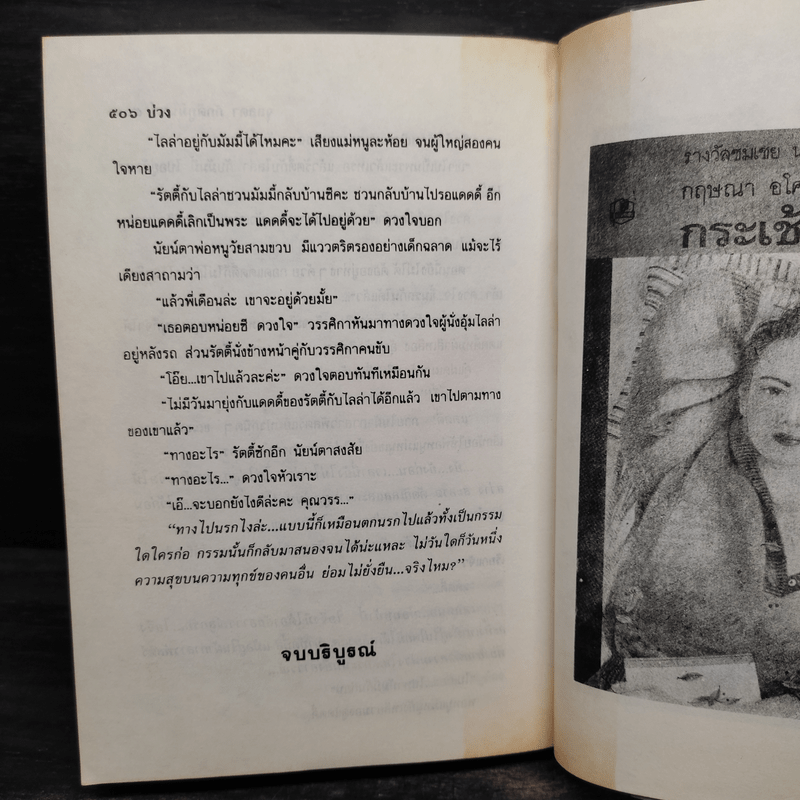 ๕๐๖ บ่วง
"ไลล่าอยู่กับมัมมี้ได้ไหมคะ" เสียงแม่หนูละห้อย จนผู้ใหญ่สองคน
ใจหาย
"รัตตี้กับไลล่าชวนมัมมี้กลับบ้านซีคะ ชวนกลับบ้านไปรอแดดดี้ อีก
หน่อยแดดดี้เลิกเป็นพระ แดดดี้จะได้ไปอยู่ด้วย" ดวงใจบอก
นัยน์ตาพ่อหนูวัยสามขวบ มีแววตริตรองอย่างเด็กฉลาด แม้จะไร้
เดียงสาถามว่า
"แล้วพี่เดือนล่ะ เขาจะอยู่ด้วยมั้ย"
"เธอตอบหน่อยซี ดวงใจ" วรรศิกาหันมาทางดวงใจผู้นั่งอุ้มไลล่า
อยู่หลังรถ ส่วนรัตตี้นั่งข้างหน้าคู่กับวรรศิกาคนขับ
"โอ๊ย...เขาไปแล้วละค่ะ" ดวงใจตอบทันทีเหมือนกัน
"ไม่มีวันมายุ่งกับแดดดี้ของรัตตี้กับไลล่าได้อีกแล้ว เขาไปตามทาง
ของเขาแล้ว"
"ทางอะไร" รัตตี้ซักอีก นัยน์ตาสงสัย
"ทางอะไร..." ดวงใจหัวเราะ
"เอ๊...จะบอกยังไงดีล่ะคะ คุณวรร..."
"ทางไปนรกไงล่ะ...แบบนี้ก็เหมือนตกนรกไปแล้วทั้งเป็นกรรม
ใดใครก่อ กรรมนั้นก็กลับมาสนองจนได้น่ะแหละ ไม่วันใดก็วันหนึ่ง
ความสุขบนความทุกข์ของคนอื่น ย่อมไม่ยั่งยืน...จริงไหม?"
จบบริบูรณ์
รางวัลชมเชย
กฤษณา อโศ
กระเช้